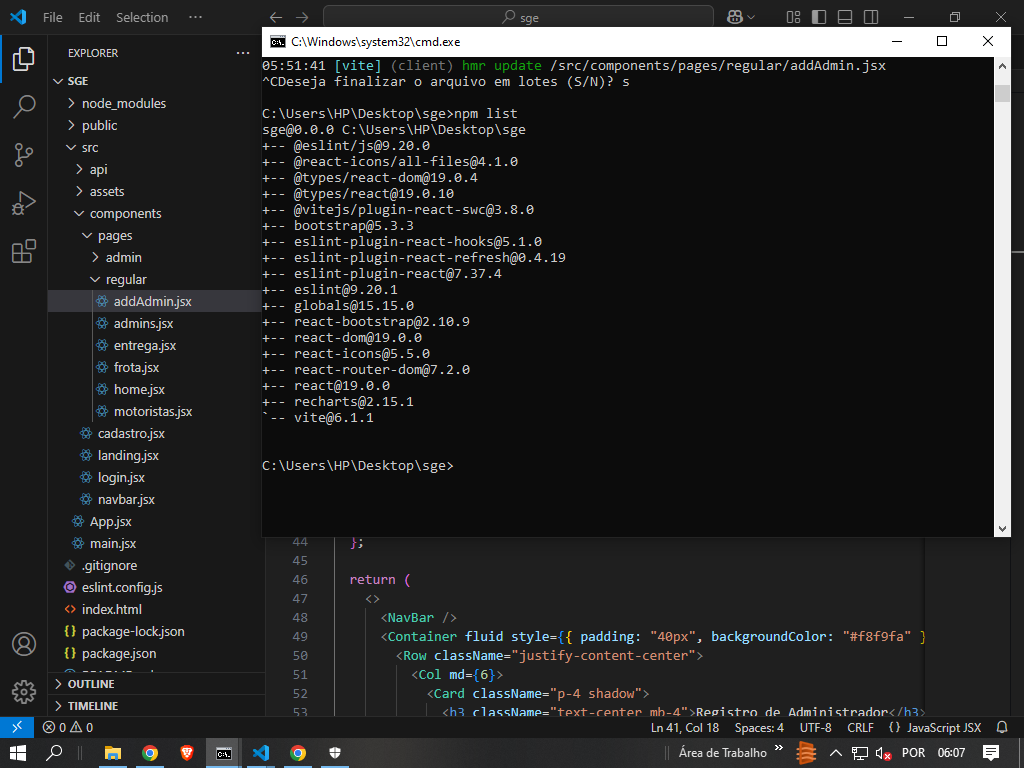 File Edit Selection ··· sge
EXPLORER ···
SGE
node_modules
public
src
api
assets
components
pages
admin
regular
addAdmin.jsx
admins.jsx
entrega.jsx
frota.jsx
home.jsx
motoristas.jsx
cadastro.jsx
landing.jsx
login.jsx
navbar.jsx
App.jsx
main.jsx
.gitignore
eslint.config.js
index.html
package-lock.json
package.json
OUTLINE
TIMELINE
C:\Windows\system32\cmd.exe
05:51:41 [vite] (client) hmr update /src/components/pages/regular/addAdmin.jsx
^CDeseja finalizar o arquivo em lotes (S/N)? s
C:\Users\HP\Desktop\sge>npm list
sge@0.0.0 C:\Users\HP\Desktop\sge
+-- @eslint/js@9.20.0
+-- @react-icons/all-files@4.1.0
+-- @types/react-dom@19.0.4
+-- @types/react@19.0.10
+-- @vitejs/plugin-react-swc@3.8.0
+-- bootstrap@5.3.3
+-- eslint-plugin-react-hooks@5.1.0
+-- eslint-plugin-react-refresh@0.4.19
+-- eslint-plugin-react@7.37.4
+-- eslint@9.20.1
+-- globals@15.15.0
+-- react-bootstrap@2.10.9
+-- react-dom@19.0.0
+-- react-icons@5.5.0
+-- react-router-dom@7.2.0
+-- react@19.0.0
+-- recharts@2.15.1
`-- vite@6.1.1
C:\Users\HP\Desktop\sge>
44 };
45
46 return (
47 <>
48 <NavBar />
49 <Container fluid style={{ padding: "40px", backgroundColor: "#f8f9fa" }
50 <Row className="justify-content-center">
51 <Col md={6}>
52 <Card className="p-4 shadow">
53 <h3 className="text-center mb-4">Registro de Administrador</h3>
0 0 Ln 41, Col 18 Spaces: 4 UTF-8 CRLF {} JavaScript JSX
Área de Trabalho » POR 06:07